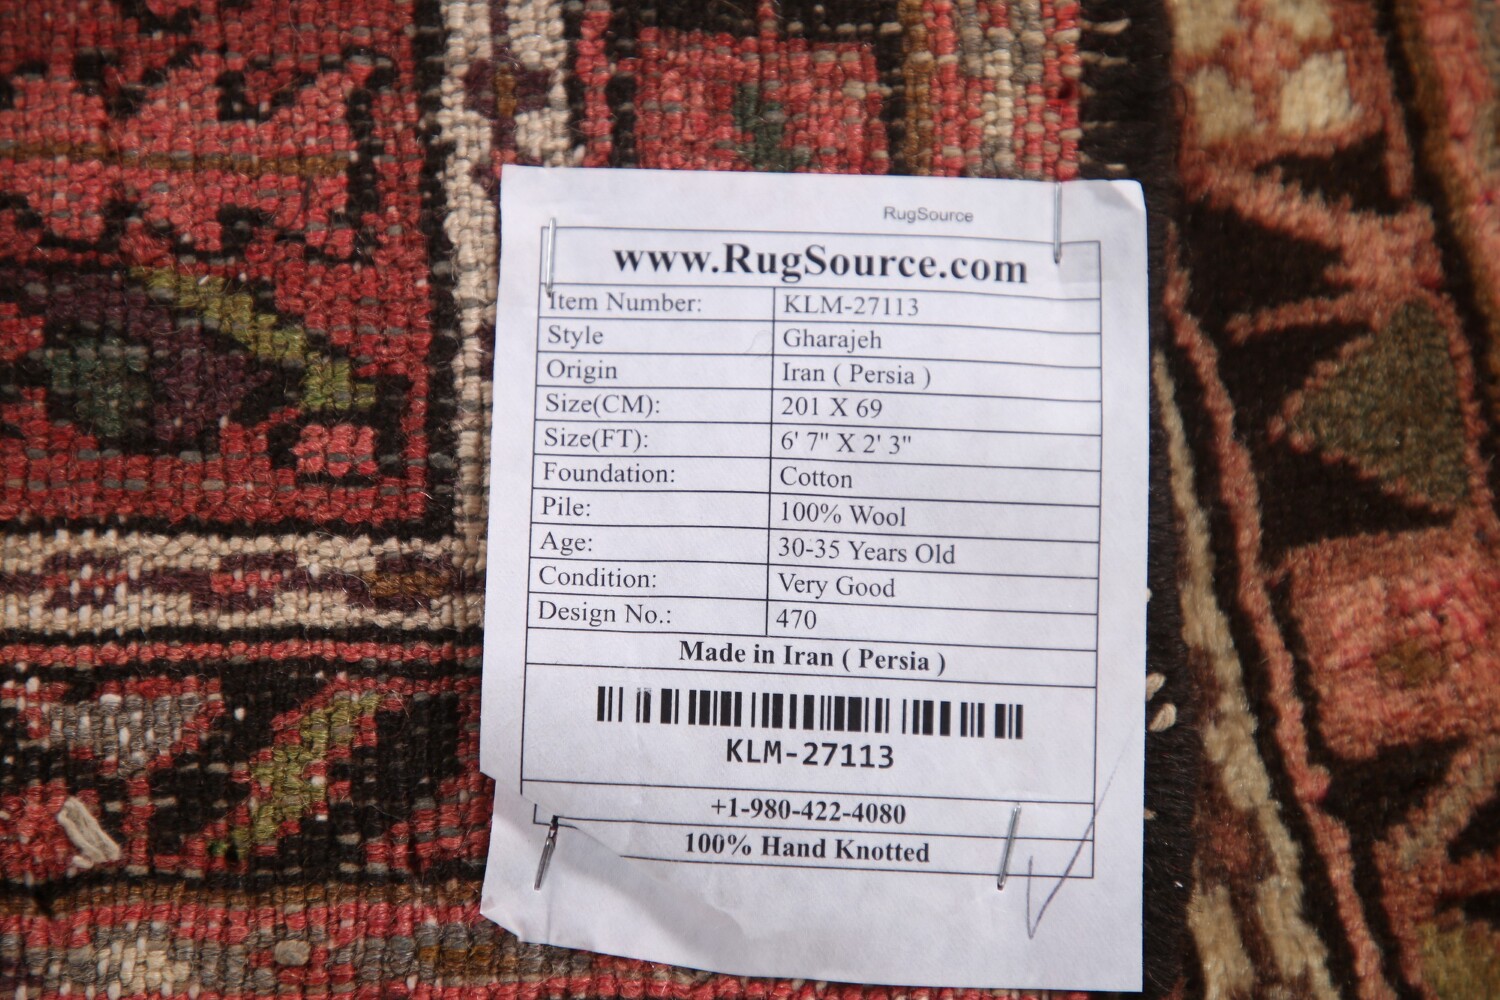 RugSource
www.RugSource.com
Item Number: KLM-27113
Style Gharajeh
Origin Iran ( Persia )
Size(CM): 201 X 69
Size(FT): 6' 7" X 2' 3"
Foundation: Cotton
Pile: 100% Wool
Age: 30-35 Years Old
Condition: Very Good
Design No.: 470
Made in Iran ( Persia )
KLM-27113
+1-980-422-4080
100% Hand Knotted